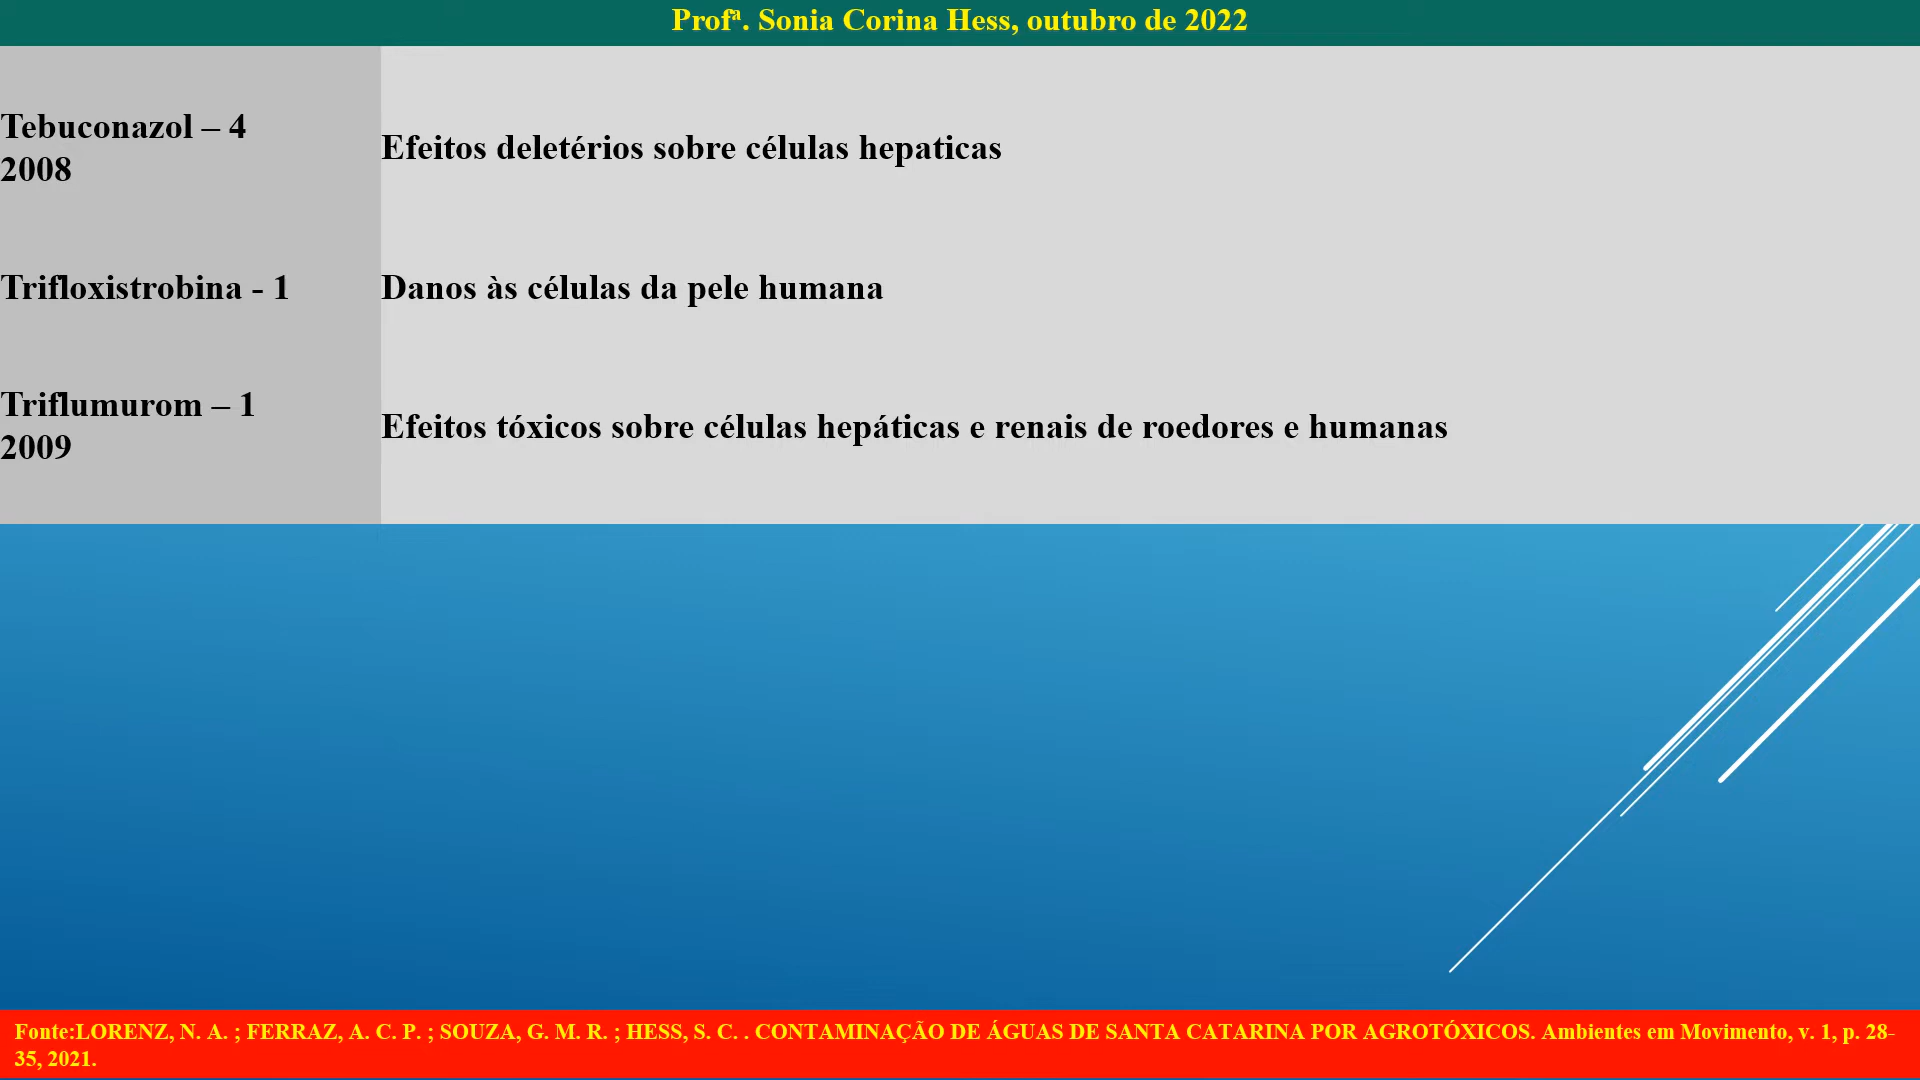 Profª. Sonia Corina Hess, outubro de 2022
Tebuconazol – 4
2008
Efeitos deletérios sobre células hepaticas
Trifloxistrobina - 1
Danos às células da pele humana
Triflumurom – 1
2009
Efeitos tóxicos sobre células hepáticas e renais de roedores e humanas
Fonte:LORENZ, N. A. ; FERRAZ, A. C. P. ; SOUZA, G. M. R. ; HESS, S. C. . CONTAMINAÇÃO DE ÁGUAS DE SANTA CATARINA POR AGROTÓXICOS. Ambientes em Movimento, v. 1, p. 28-
35, 2021.